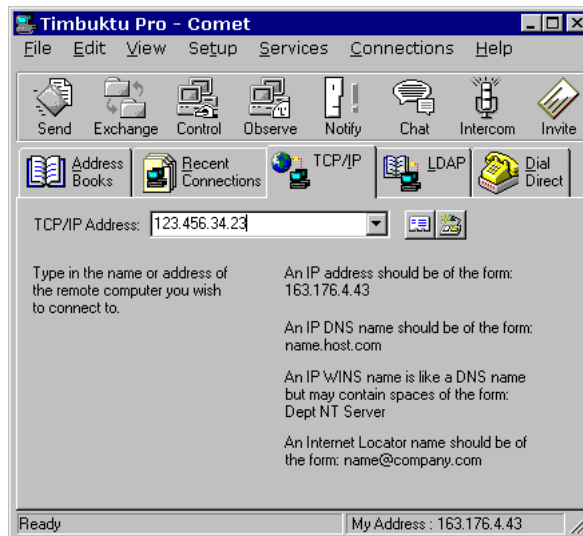 Timbuktu Pro - Comet
File Edit View Setup Services Connections Help
Send Exchange Control Observe Notify Chat Intercom Invite
Address Books
Recent Connections
TCP/IP
LDAP
Dial Direct
TCP/IP Address: 123.456.34.23
Type in the name or address of
the remote computer you wish
to connect to.
An IP address should be of the form:
163.176.4.43
An IP DNS name should be of the form:
name.host.com
An IP WINS name is like a DNS name
but may contain spaces of the form:
Dept NT Server
An Internet Locator name should be of
the form: name@company.com
Ready
My Address : 163.176.4.43